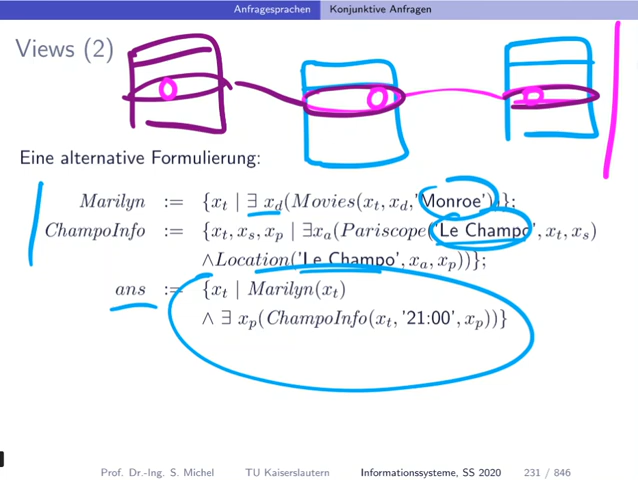 Anfragesprachen Konjunktive Anfragen
Views (2)
Eine alternative Formulierung:
Marilyn := {x_t | ∃ x_d(Movies(x_t, x_d, 'Monroe'))};
ChampoInfo := {x_t, x_s, x_p | ∃x_a(Pariscope('Le Champo', x_t, x_s)
∧Location('Le Champo', x_a, x_p))};
ans := {x_t | Marilyn(x_t)
∧ ∃ x_p(ChampoInfo(x_t, '21:00', x_p))}
Prof. Dr.-Ing. S. Michel TU Kaiserslautern Informationssysteme, SS 2020 231 / 846